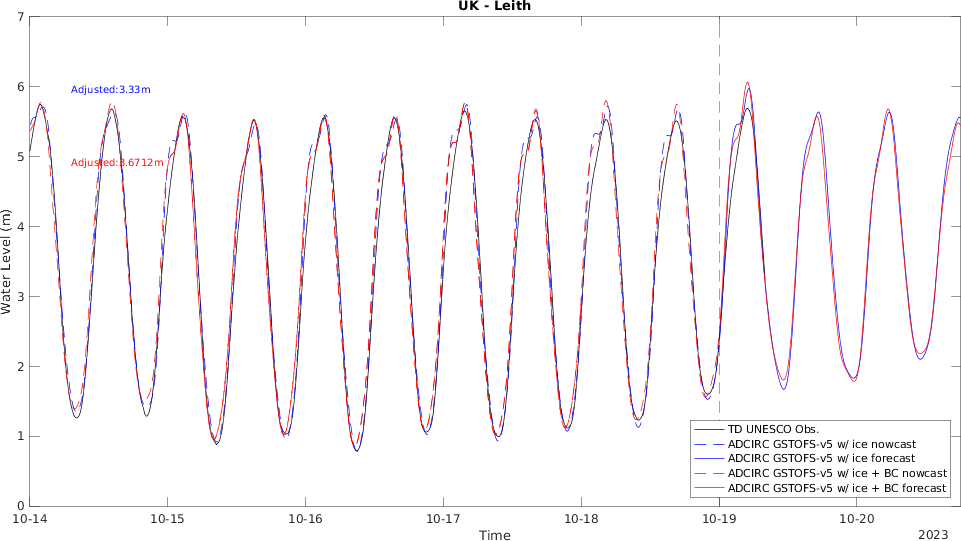 UK - Leith
7
6
5
4
3
2
1
0
Water Level (m)
Adjusted:3.33m
Adjusted:3.6712m
TD UNESCO Obs.
ADCIRC GSTOFS-v5 w/ ice nowcast
ADCIRC GSTOFS-v5 w/ ice forecast
ADCIRC GSTOFS-v5 w/ ice + BC nowcast
ADCIRC GSTOFS-v5 w/ ice + BC forecast
10-14 10-15 10-16 10-17 10-18 10-19 10-20
Time
2023